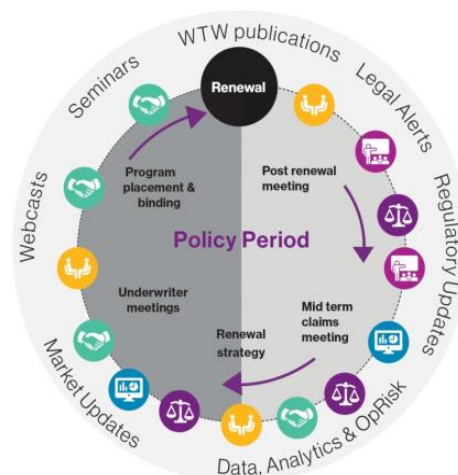 WTW publications
Legal Alerts
Regulatory Updates
Data, Analytics & OpRisk
Market Updates
Webcasts
Seminars
Renewal
Post renewal
meeting
Mid term
claims
meeting
Renewal
strategy
Underwriter
meetings
Program
placement &
binding
Policy Period